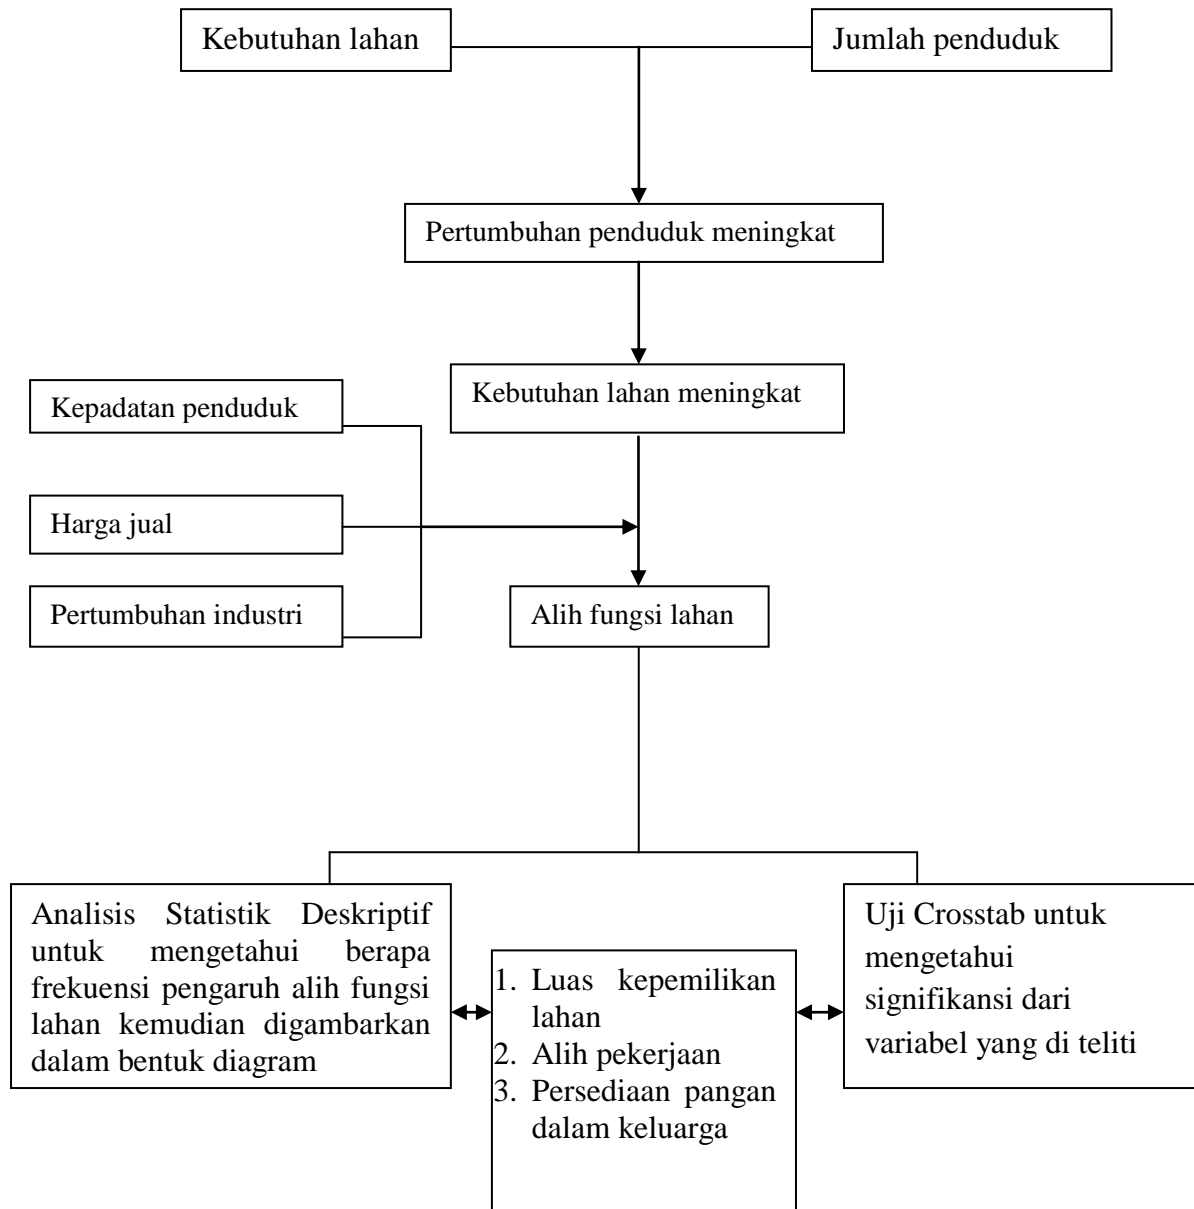 Kebutuhan lahan
Jumlah penduduk
Pertumbuhan penduduk meningkat
Kebutuhan lahan meningkat
Kepadatan penduduk
Harga jual
Pertumbuhan industri
Alih fungsi lahan
Analisis Statistik Deskriptif
untuk mengetahui berapa
frekuensi pengaruh alih fungsi
lahan kemudian digambarkan
dalam bentuk diagram
1. Luas kepemilikan
lahan
2. Alih pekerjaan
3. Persediaan pangan
dalam keluarga
Uji Crosstab untuk
mengetahui
signifikansi dari
variabel yang di teliti